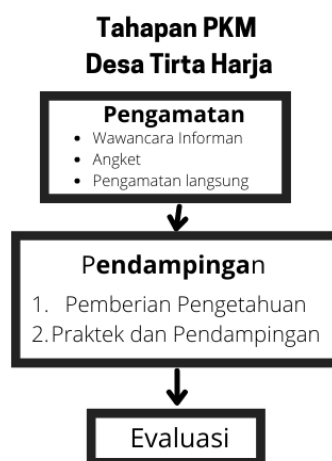 Tahapan PKM
Desa Tirta Harja
Pengamatan
• Wawancara Informan
• Angket
• Pengamatan langsung
Pendampingan
1. Pemberian Pengetahuan
2. Praktek dan Pendampingan
Evaluasi